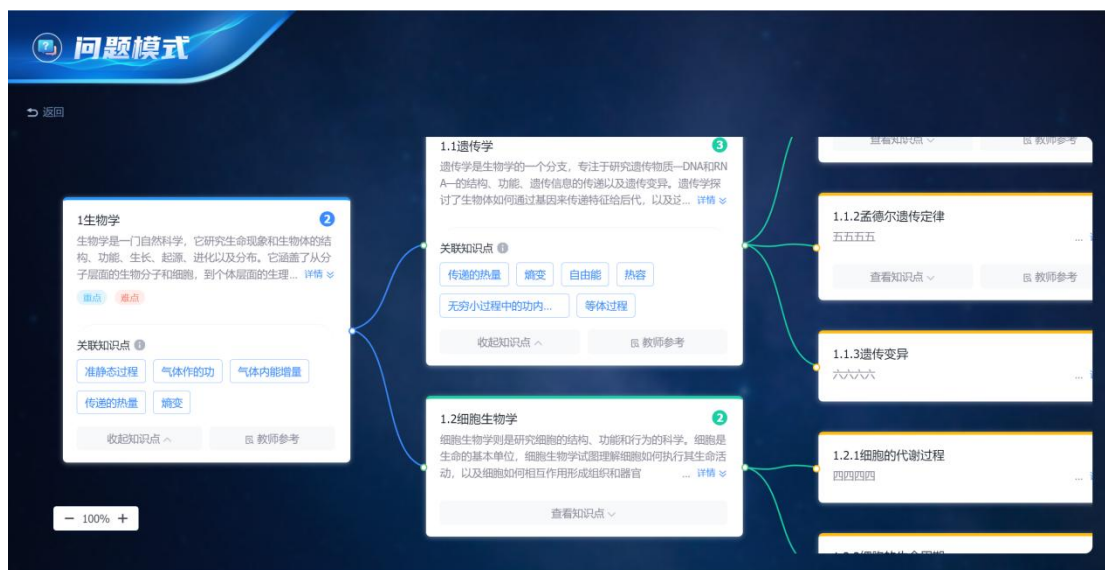 问题模式
返回
1生物学
2
生物学是一门自然科学，它研究生命现象和生物体的结
构、功能、生长、起源、进化以及分布。它涵盖了从分
子层面的生物分子和细胞，到个体层面的生理... 详情
重点 难点
关联知识点
准静态过程 气体作的功 气体内能增量
传递的热量 熵变
收起知识点 教师参考
− 100% +
1.1遗传学
3
遗传学是生物学的一个分支，专注于研究遗传物质—DNA和RN
A—的结构、功能、遗传信息的传递以及遗传变异。遗传学探
讨了生物体如何通过基因来传递特征给后代，以及这... 详情
关联知识点
传递的热量 熵变 自由能 热容
无穷小过程中的功内... 等体过程
收起知识点 教师参考
1.2细胞生物学
2
细胞生物学则是研究细胞的结构、功能和行为的科学。细胞是
生命的基本单位，细胞生物学试图理解细胞如何执行其生命活
动，以及细胞如何相互作用形成组织和器官 ... 详情
查看知识点
查看知识点 教师参考
1.1.2孟德尔遗传定律
五五五五 ...
查看知识点 教师参考
1.1.3遗传变异
六六六六 ...
1.2.1细胞的代谢过程
四四四四 ...